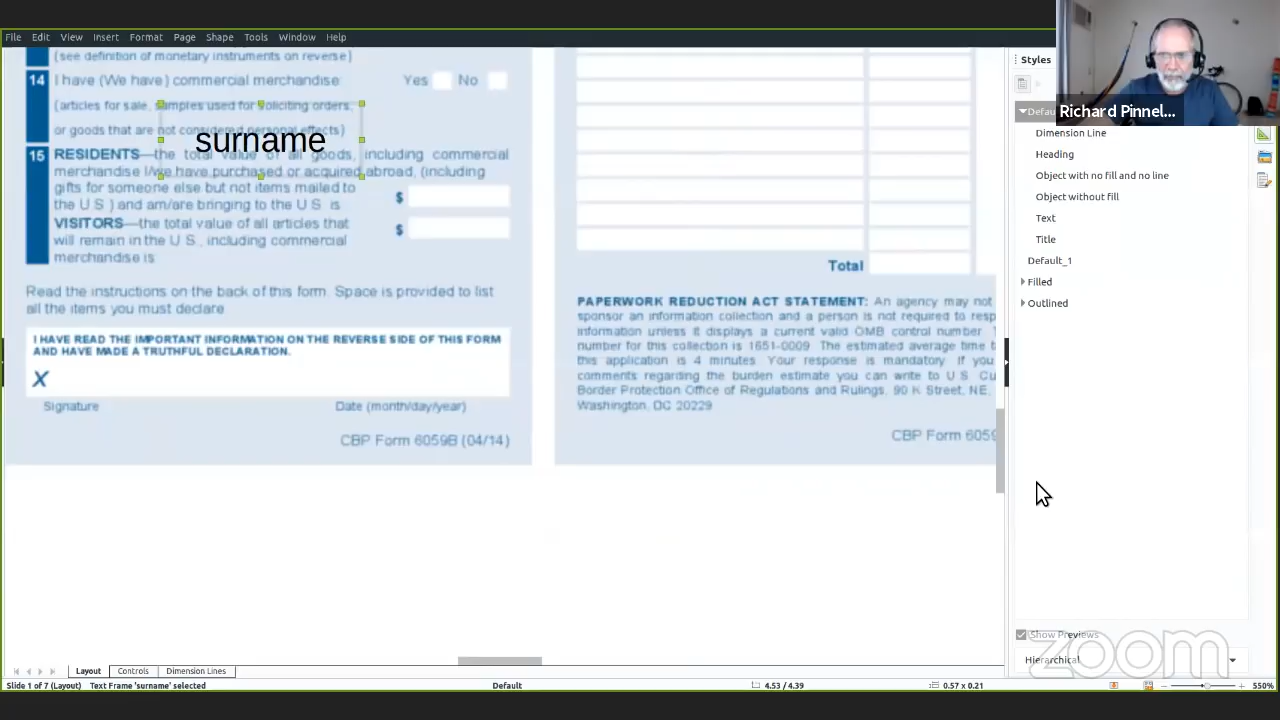 File Edit View Insert Format Page Shape Tools Window Help
(see definition of monetary instruments on reverse)
14 I have (We have) commercial merchandise Yes No
(articles for sale, samples used for soliciting orders,
or goods that are not considered personal effects)
surname
15 RESIDENTS—the total value of all goods, including commercial
merchandise I/we have purchased or acquired abroad, (including
gifts for someone else but not items mailed to
the U S ) and am/are bringing to the U S is $
VISITORS—the total value of all articles that
will remain in the U S , including commercial $
merchandise is
Read the instructions on the back of this form. Space is provided to list
all the items you must declare
I HAVE READ THE IMPORTANT INFORMATION ON THE REVERSE SIDE OF THIS FORM
AND HAVE MADE A TRUTHFUL DECLARATION.
X
Signature Date (month/day/year)
CBP Form 6059B (04/14)
Total
PAPERWORK REDUCTION ACT STATEMENT: An agency may not
sponsor an information collection and a person is not required to resp
information unless it displays a current valid OMB control number
number for this collection is 1651-0009 The estimated average time
this application is 4 minutes Your response is mandatory If you
comments regarding the burden estimate you can write to U S Cu
Border Protection Office of Regulations and Rulings, 90 K Street, NE,
Washington, DC 20229
CBP Form 6059
Styles
Defau
Richard Pinnel...
Dimension Line
Heading
Object with no fill and no line
Object without fill
Text
Title
Default_1
Filled
Outlined
Show Previews
Hierarchical
zoom
Layout Controls Dimension Lines
Slide 1 of 7 (Layout) Text Frame 'surname' selected Default 4.53 / 4.39 0.57 x 0.21 550%